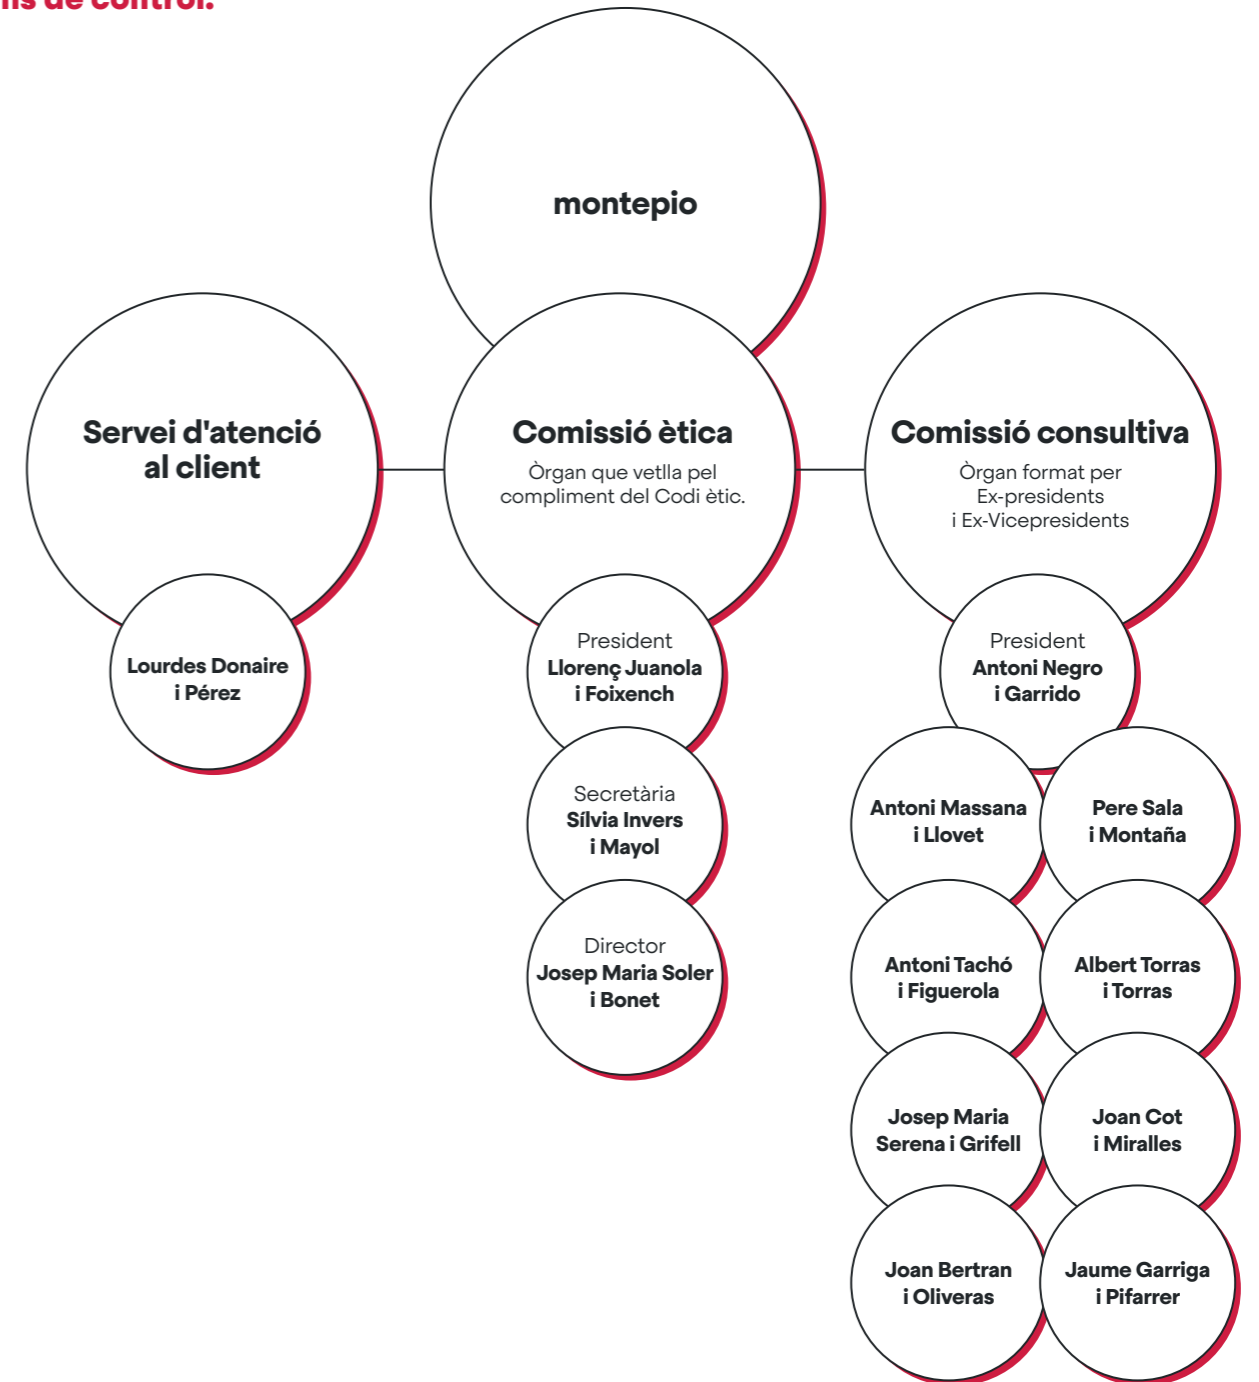 ns de control.
montepio
Servei d'atenció
al client
Lourdes Donaire
i Pérez
Comissió ètica
Òrgan que vetlla pel
compliment del Codi ètic.
President
Llorenç Juanola
i Foixench
Secretària
Sílvia Invers
i Mayol
Director
Josep Maria Soler
i Bonet
Comissió consultiva
Òrgan format per
Ex-presidents
i Ex-Vicepresidents
President
Antoni Negro
i Garrido
Antoni Massana
i Llovet
Pere Sala
i Montaña
Antoni Tachó
i Figuerola
Albert Torras
i Torras
Josep Maria
Serena i Grifell
Joan Cot
i Miralles
Joan Bertran
i Oliveras
Jaume Garriga
i Pifarrer